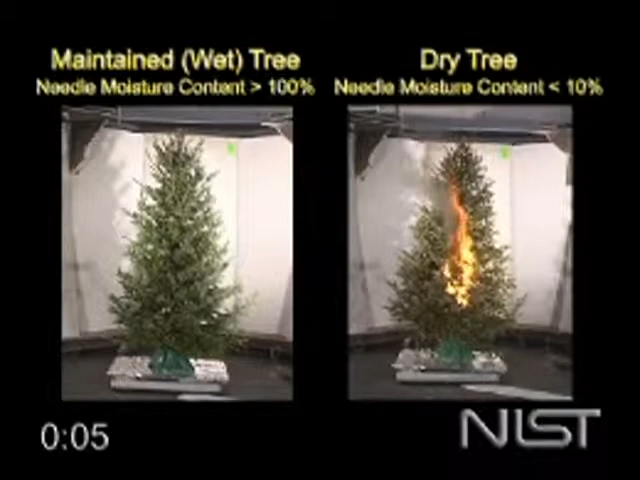 Maintained (Wet) Tree
Needle Moisture Content > 100%
Dry Tree
Needle Moisture Content < 10%
0:05
NIST